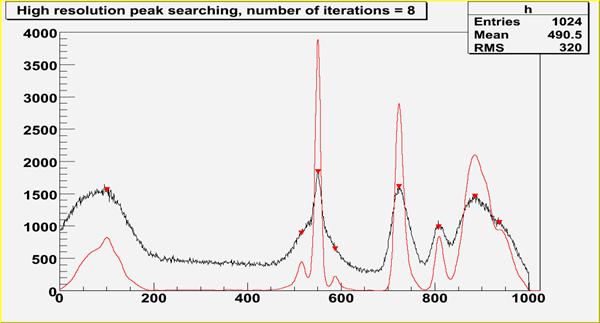 High resolution peak searching, number of iterations = 8
h
Entries 1024
Mean 490.5
RMS 320
4000
3500
3000
2500
2000
1500
1000
500
0
0 200 400 600 800 1000